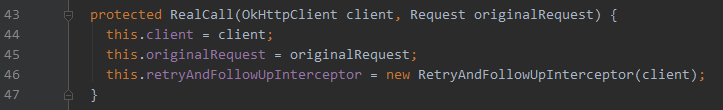 43 protected RealCall(OkHttpClient client, Request originalRequest) {
44 this.client = client;
45 this.originalRequest = originalRequest;
46 this.retryAndFollowUpInterceptor = new RetryAndFollowUpInterceptor(client);
47 }